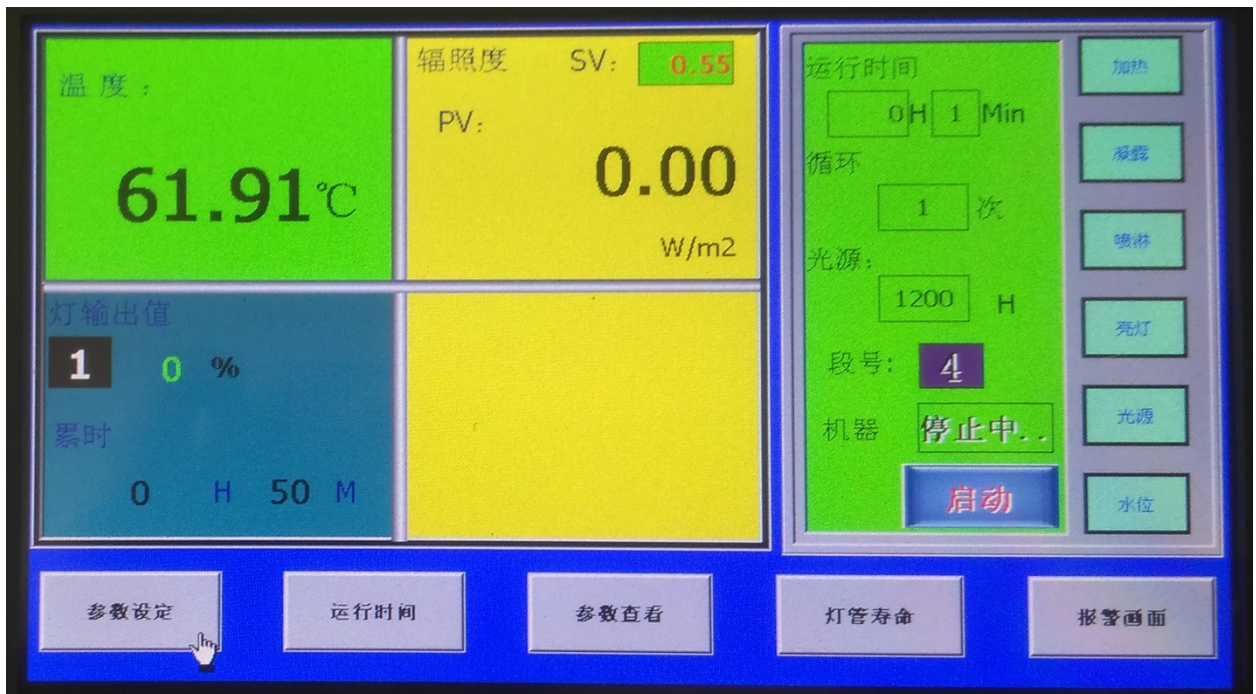 温 度：
61.91℃
辐照度 SV: 0.55
PV:
0.00
W/m2
灯输出值
1 0 %
累时
0 H 50 M
运行时间
0 H 1 Min
循环
1 次
光源:
1200 H
段号: 4
机器 停止中..
启动
加热
凝露
喷淋
亮灯
光源
水位
参数设定
运行时间
参数查看
灯管寿命
报警画面